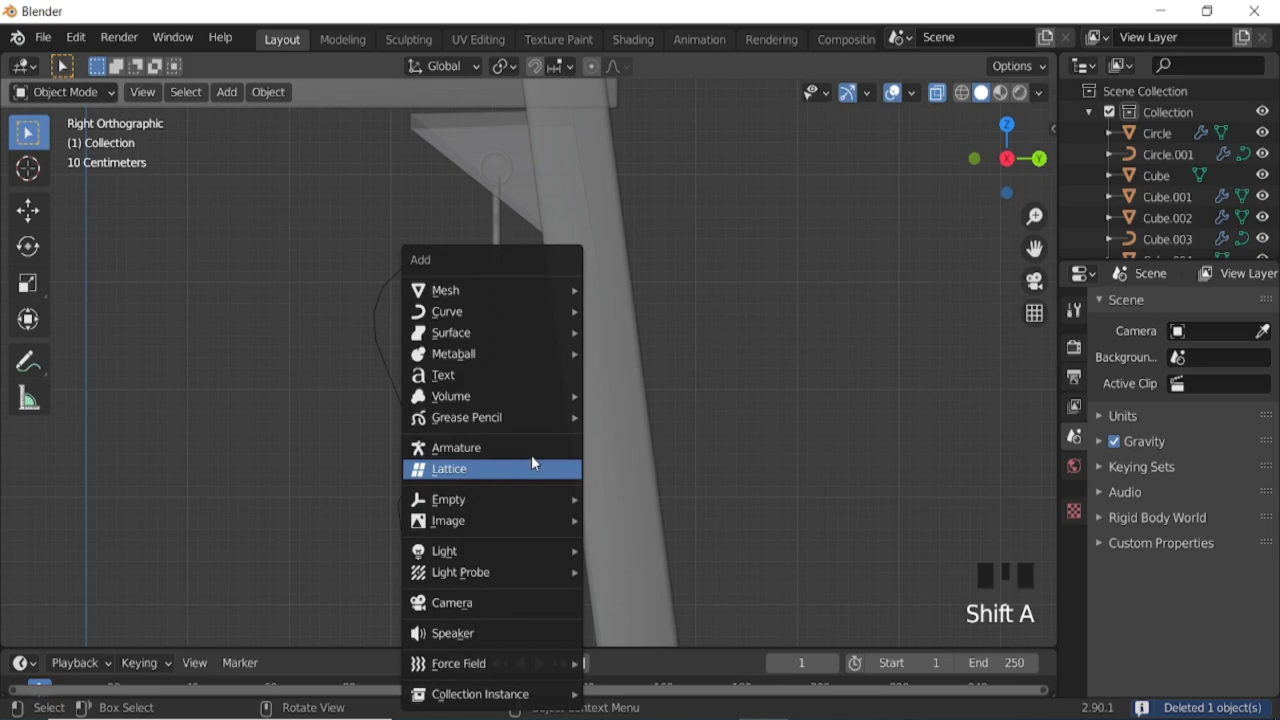 Blender
File Edit Render Window Help Layout Modeling Sculpting UV Editing Texture Paint Shading Animation Rendering Compositin Scene View Layer
Global Options
Object Mode View Select Add Object
Right Orthographic
(1) Collection
10 Centimeters
Z
X
Y
Scene Collection
Collection
Circle
Circle.001
Cube
Cube.001
Cube.002
Cube.003
Scene View Layer
Scene
Camera
Backgroun...
Active Clip
Units
Gravity
Keying Sets
Audio
Rigid Body World
Custom Properties
Add
Mesh
Curve
Surface
Metaball
Text
Volume
Grease Pencil
Armature
Lattice
Empty
Image
Light
Light Probe
Camera
Speaker
Force Field
Collection Instance
Shift A
Playback Keying View Marker 1 Start 1 End 250
Select Box Select Rotate View Object Context Menu 2.90.1 Deleted 1 object(s)